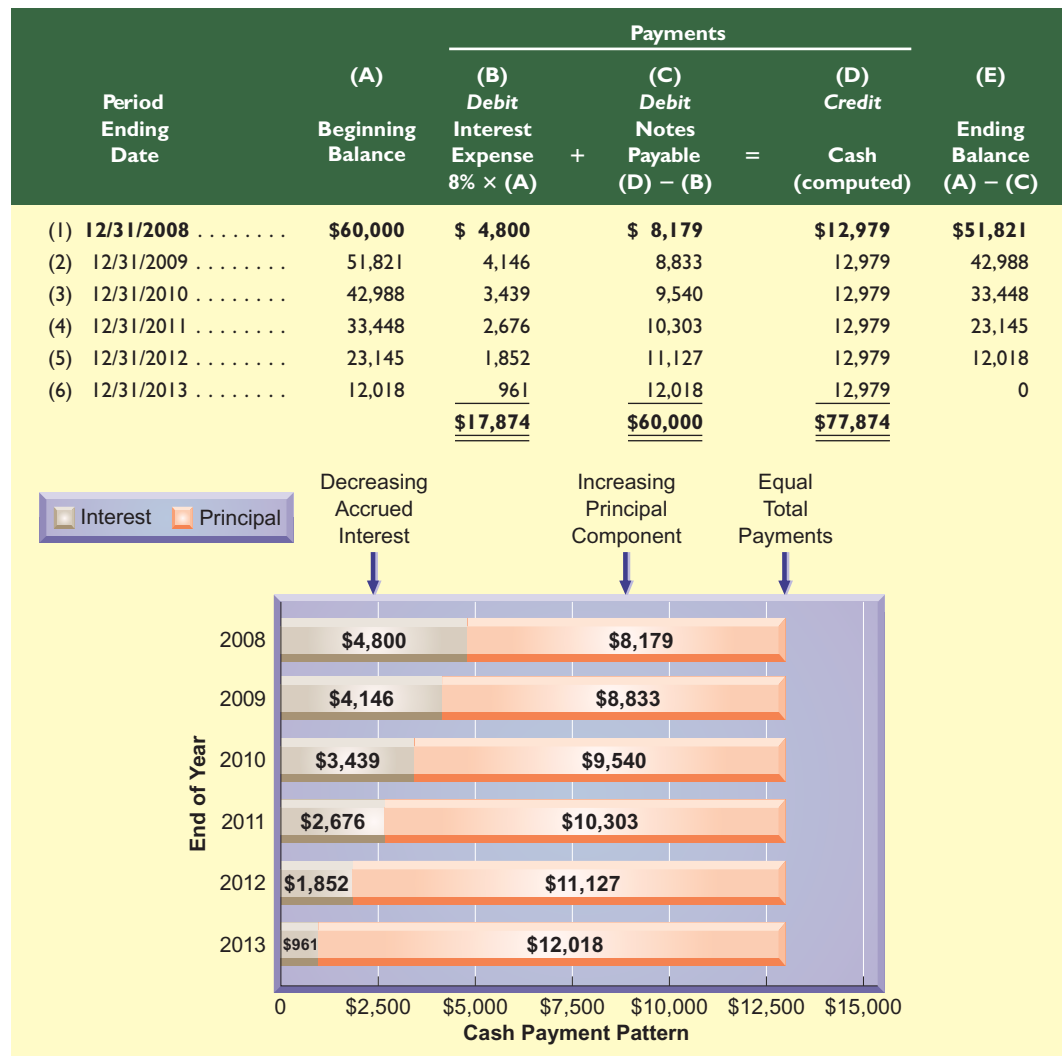 Payments
(A) (B) (C) (D) (E)
Period Debit Debit Credit
Ending Beginning Interest Notes Ending
Date Balance Expense + Payable = Cash Balance
8% × (A) (D) − (B) (computed) (A) − (C)
(1) 12/31/2008 . . . . . . . . $60,000 $ 4,800 $ 8,179 $12,979 $51,821
(2) 12/31/2009 . . . . . . . . 51,821 4,146 8,833 12,979 42,988
(3) 12/31/2010 . . . . . . . . 42,988 3,439 9,540 12,979 33,448
(4) 12/31/2011 . . . . . . . . 33,448 2,676 10,303 12,979 23,145
(5) 12/31/2012 . . . . . . . . 23,145 1,852 11,127 12,979 12,018
(6) 12/31/2013 . . . . . . . . 12,018 961 12,018 12,979 0
$17,874 $60,000 $77,874
Decreasing Increasing Equal
Accrued Principal Total
Interest Component Payments
Interest Principal
End of Year
2008 $4,800 $8,179
2009 $4,146 $8,833
2010 $3,439 $9,540
2011 $2,676 $10,303
2012 $1,852 $11,127
2013 $961 $12,018
0 $2,500 $5,000 $7,500 $10,000 $12,500 $15,000
Cash Payment Pattern